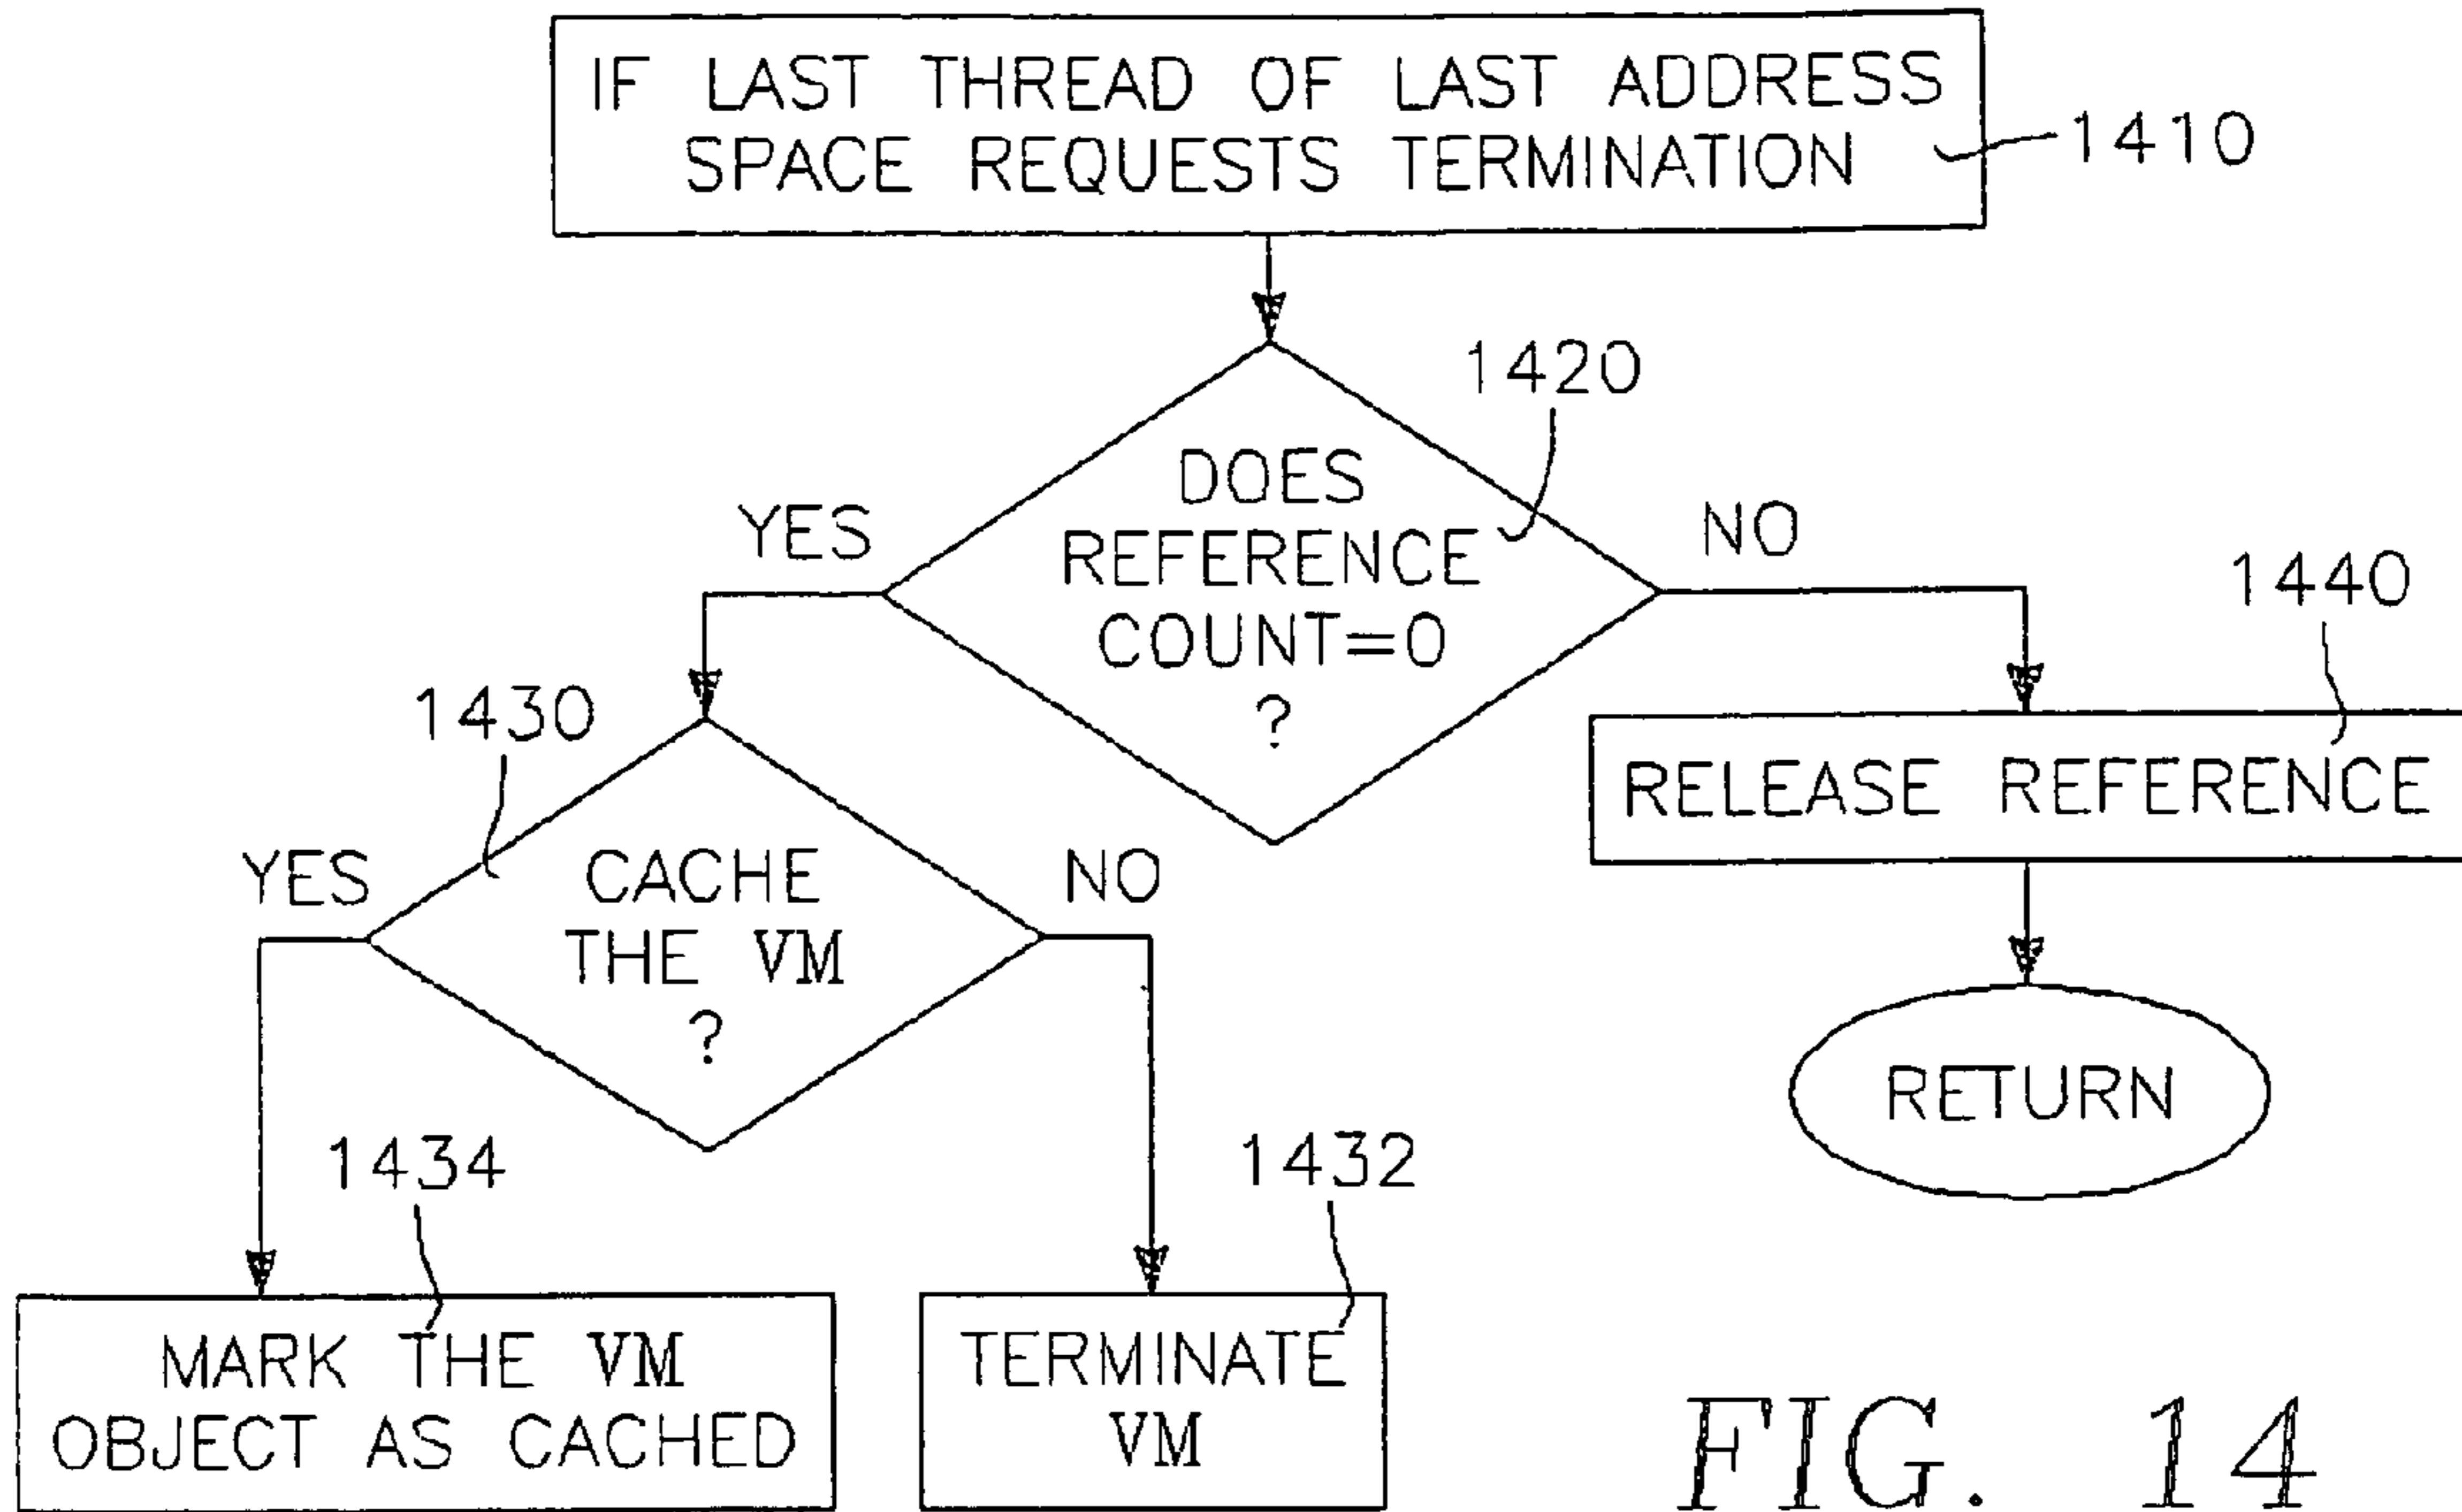 IF LAST THREAD OF LAST ADDRESS
SPACE REQUESTS TERMINATION
1410
1420
DOES
REFERENCE
COUNT=0
?
YES
NO
1440
RELEASE REFERENCE
RETURN
1430
CACHE
THE VM
?
YES
NO
1434
MARK THE VM
OBJECT AS CACHED
1432
TERMINATE
VM
FIG. 14